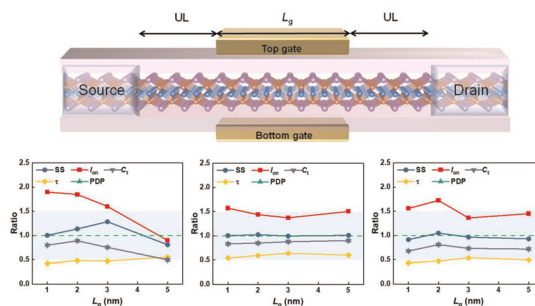 UL
L_g
UL
Top gate
Source
Drain
Bottom gate
SS I_on C_t
τ PDP
Ratio
2.5
2.0
1.5
1.0
0.5
0.0
1 2 3 4 5
L_g (nm)
SS I_on C_t
τ PDP
Ratio
2.5
2.0
1.5
1.0
0.5
0.0
1 2 3 4 5
L_g (nm)
SS I_on C_t
τ PDP
Ratio
2.5
2.0
1.5
1.0
0.5
0.0
1 2 3 4 5
L_g (nm)